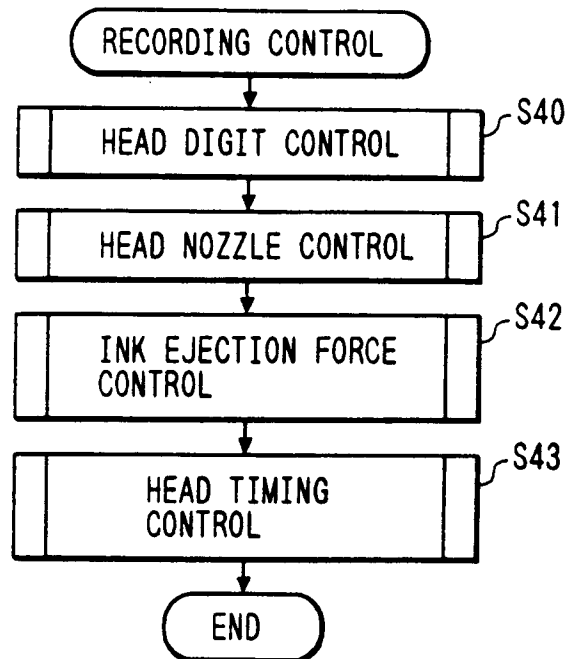 RECORDING CONTROL
S40
HEAD DIGIT CONTROL
S41
HEAD NOZZLE CONTROL
S42
INK EJECTION FORCE
CONTROL
S43
HEAD TIMING
CONTROL
END